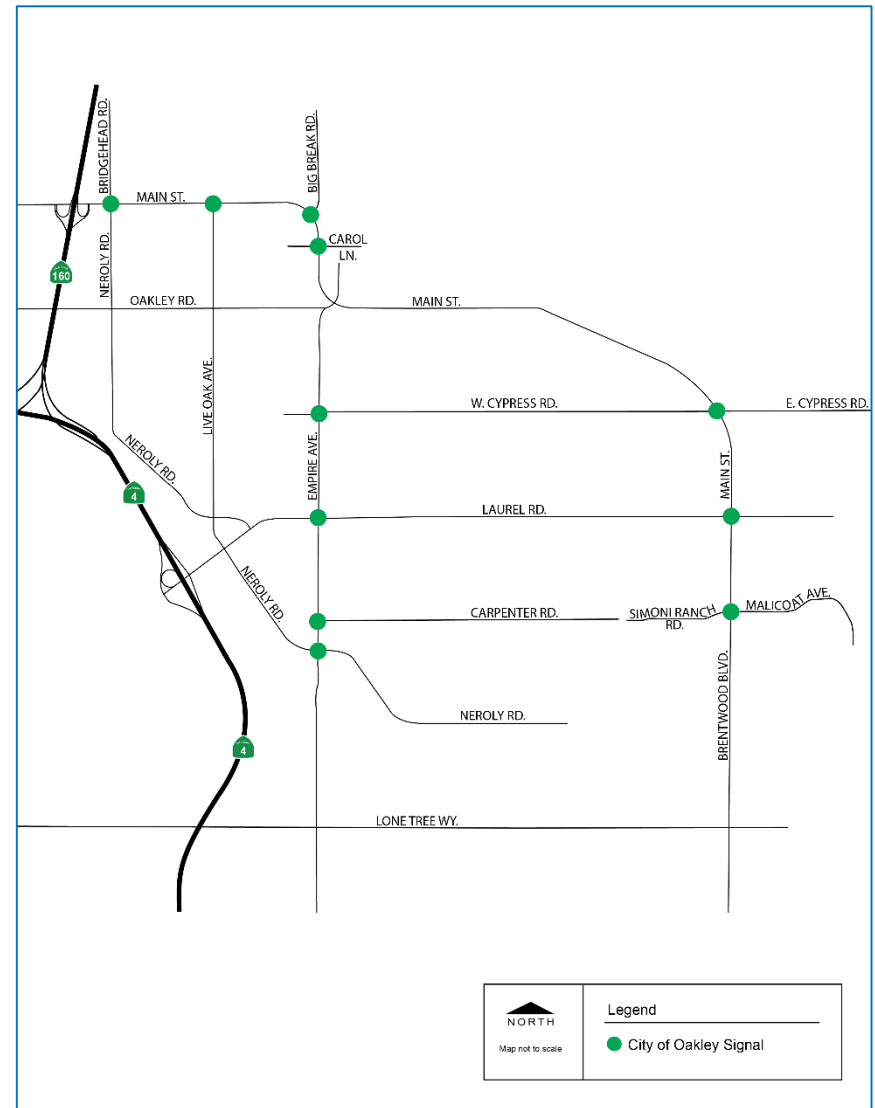 BRIDGEHEAD RD.
BIG BREAK RD.
MAIN ST.
NEROLY RD.
CAROL
LN.
160
OAKLEY RD.
MAIN ST.
LIVE OAK AVE.
W. CYPRESS RD.
E. CYPRESS RD.
EMPIRE AVE.
NEROLY RD.
MAIN ST.
4
LAUREL RD.
NEROLY RD.
CARPENTER RD.
SIMONI RANCH
RD.
MALICOAT AVE.
BRENTWOOD BLVD.
NEROLY RD.
4
LONE TREE WY.
NORTH
Map not to scale
Legend
City of Oakley Signal